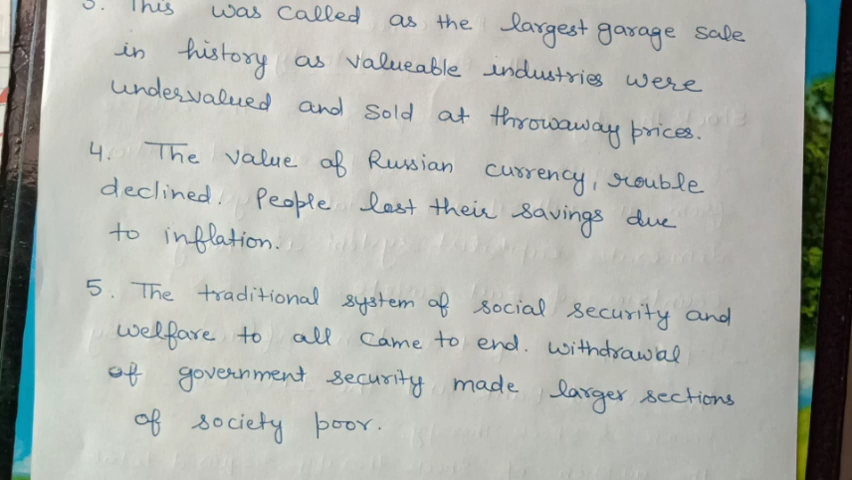 3. This was called as the largest garage sale
in history as valueable industries were
undervalued and sold at throwaway prices.
4. The value of Russian currency, rouble
declined. People lost their savings due
to inflation.
5. The traditional system of social security and
welfare to all came to end. withdrawal
of government security made larger sections
of society poor.